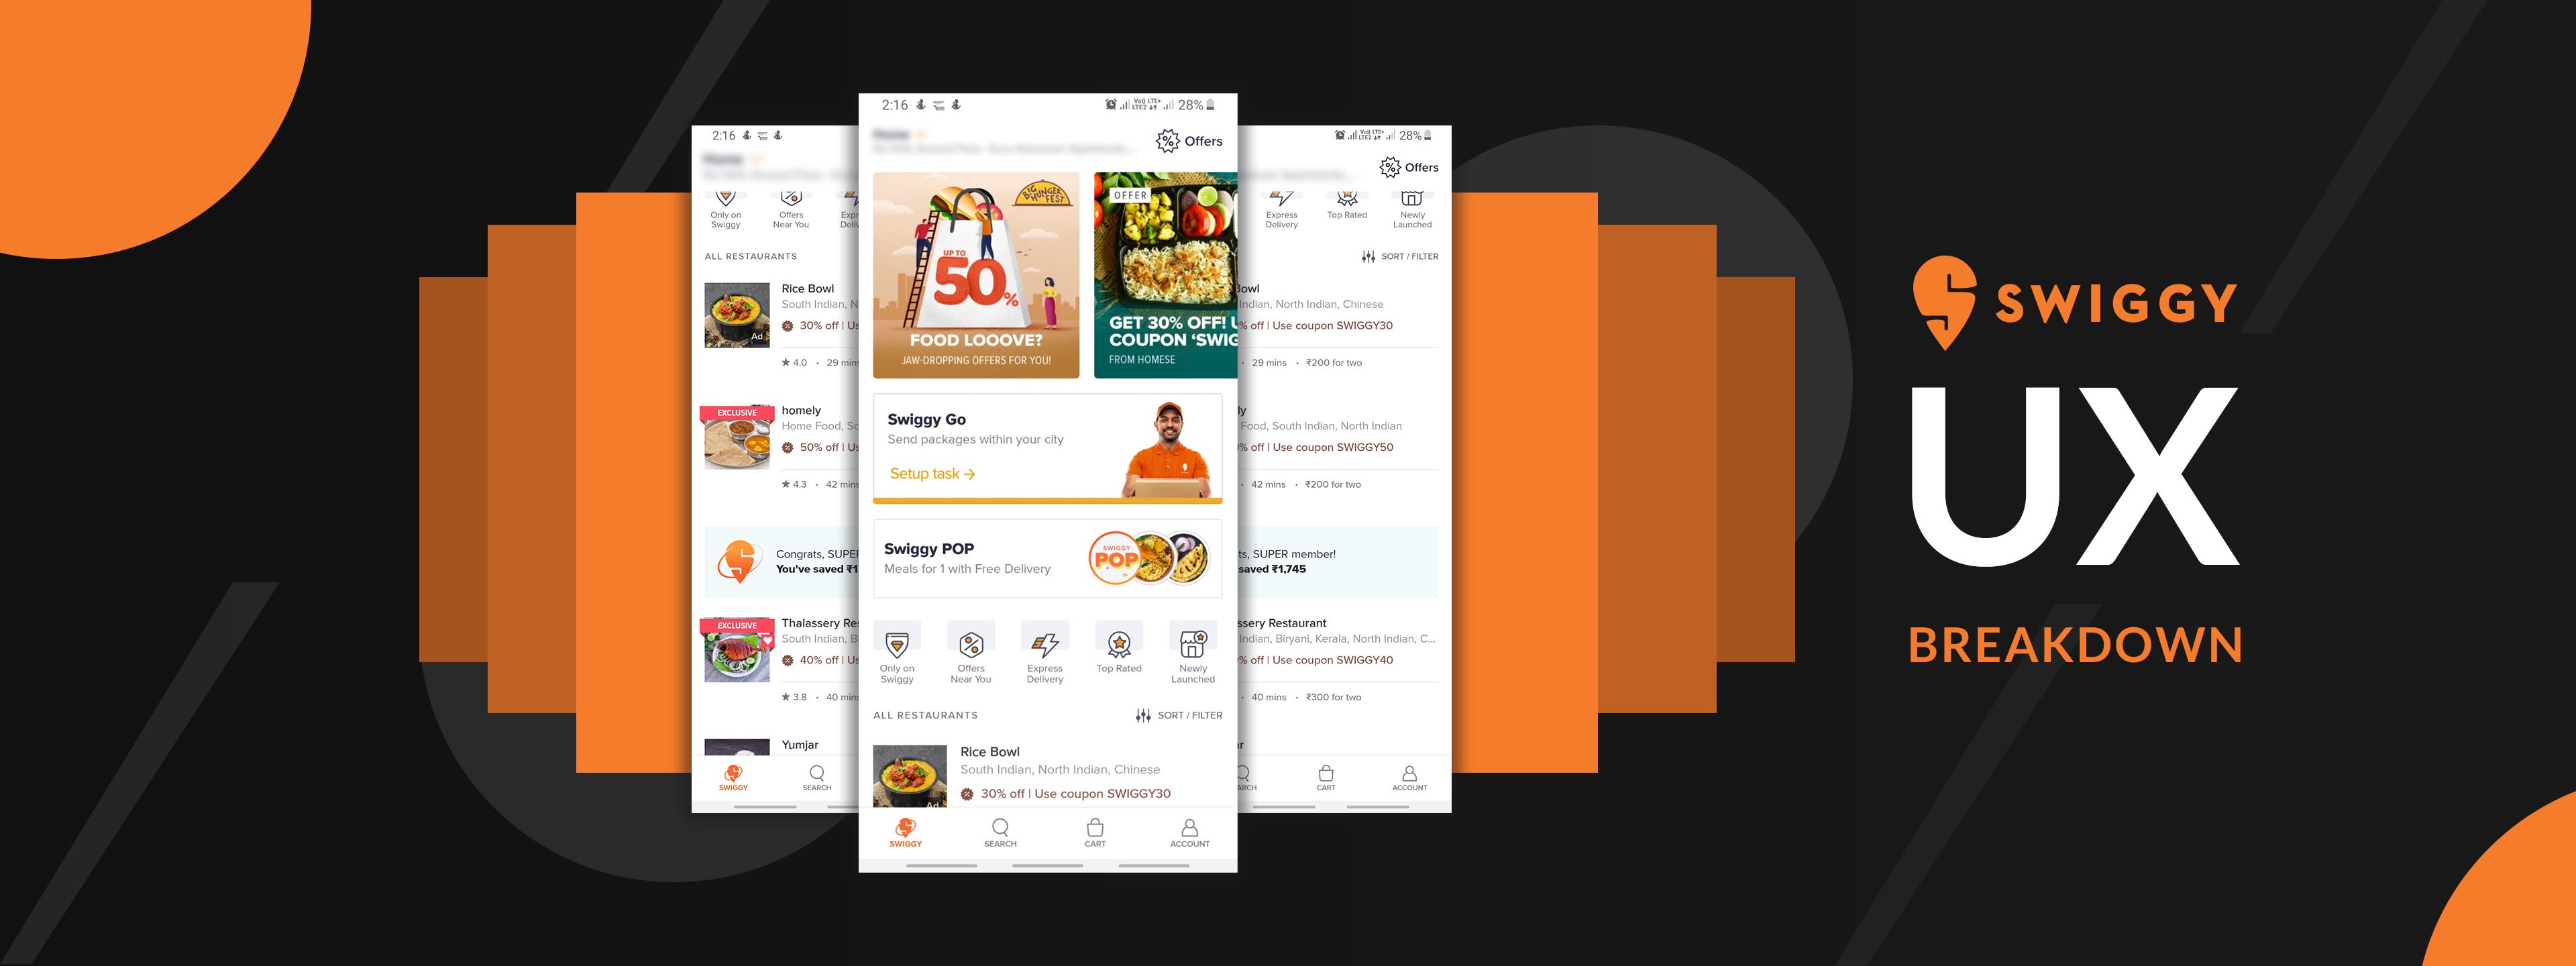 2:16
28%
Offers
Only on
Swiggy
Offers
Near You
Expr
Deliv
ALL RESTAURANTS
Rice Bowl
South Indian, N
Ad
30% off | Us
4.0 • 29 mins
EXCLUSIVE
homely
Home Food, So
50% off | Us
4.3 • 42 mins
Congrats, SUPE
You've saved ₹1
EXCLUSIVE
Thalassery Res
South Indian, B
40% off | Us
3.8 • 40 mins
Yumjar
SWIGGY
SEARCH
2:16
VoLTE LTE+
LTE2
28%
Home
Offers
BIG
HUNGER
FEST
UP TO
50%
FOOD LOOOVE?
JAW-DROPPING OFFERS FOR YOU!
OFFER
GET 30% OFF! U
COUPON ‘SWIG
FROM HOMESE
Swiggy Go
Send packages within your city
Setup task →
Swiggy POP
Meals for 1 with Free Delivery
SWIGGY
POP
Only on
Swiggy
Offers
Near You
Express
Delivery
Top Rated
Newly
Launched
ALL RESTAURANTS
SORT / FILTER
Rice Bowl
South Indian, North Indian, Chinese
Ad
30% off | Use coupon SWIGGY30
SWIGGY
SEARCH
CART
ACCOUNT
Express
Delivery
Top Rated
Newly
Launched
SORT / FILTER
Bowl
Indian, North Indian, Chinese
% off | Use coupon SWIGGY30
• 29 mins • ₹200 for two
ly
Food, South Indian, North Indian
% off | Use coupon SWIGGY50
• 42 mins • ₹200 for two
ts, SUPER member!
saved ₹1,745
ssery Restaurant
Indian, Biryani, Kerala, North Indian, C...
% off | Use coupon SWIGGY40
• 40 mins • ₹300 for two
ar
ARCH
CART
ACCOUNT
SWIGGY
UX
BREAKDOWN